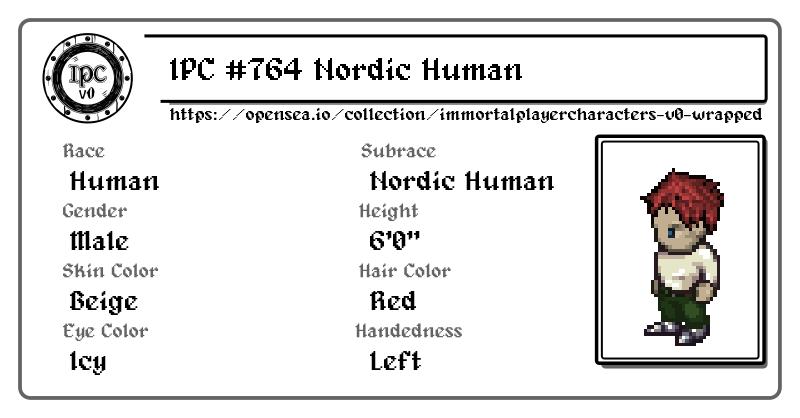 IPC
v0
IPC #764 Nordic Human
https://opensea.io/collection/immortalplayercharacters-v0-wrapped
Race
Subrace
Human
Nordic Human
Gender
Height
Male
6'0"
Skin Color
Hair Color
Beige
Red
Eye Color
Handedness
Icy
Left